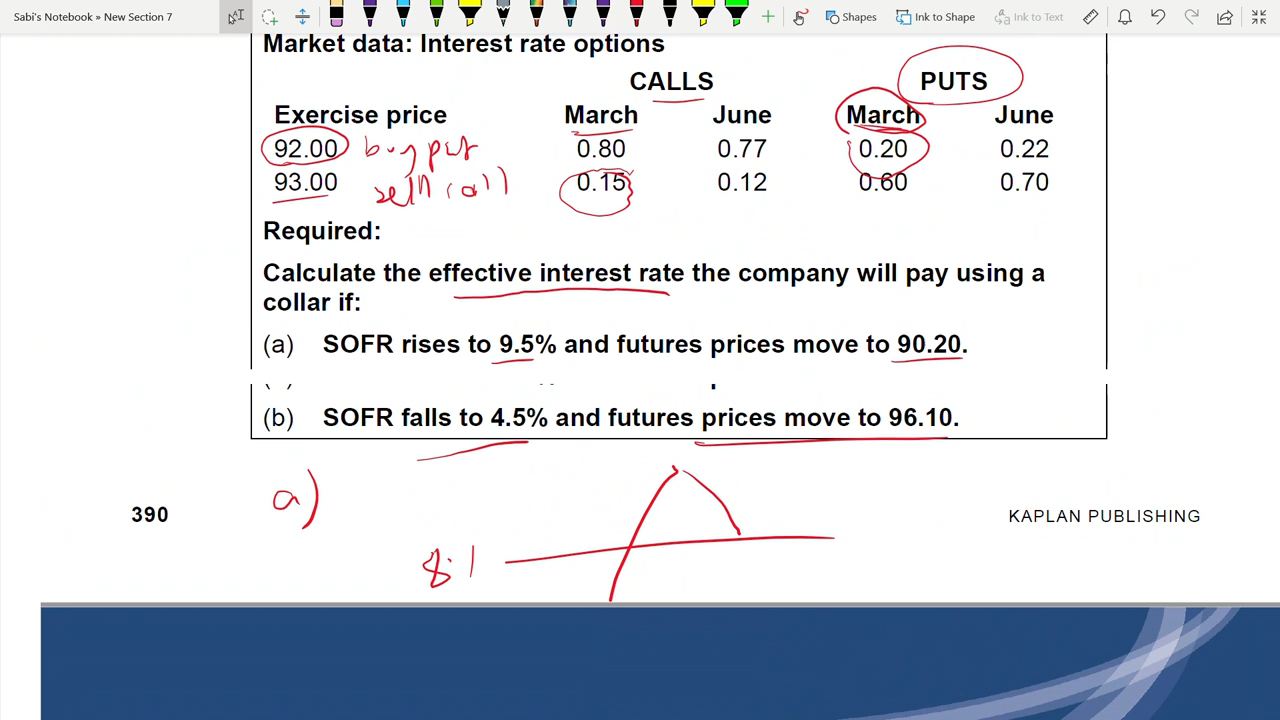 Sabi's Notebook » New Section 7
Shapes
Ink to Shape
Ink to Text
Market data: Interest rate options
CALLS PUTS
Exercise price March June March June
92.00 buy put 0.80 0.77 0.20 0.22
93.00 sell call 0.15 0.12 0.60 0.70
Required:
Calculate the effective interest rate the company will pay using a
collar if:
(a) SOFR rises to 9.5% and futures prices move to 90.20.
(b) SOFR falls to 4.5% and futures prices move to 96.10.
a)
390 KAPLAN PUBLISHING